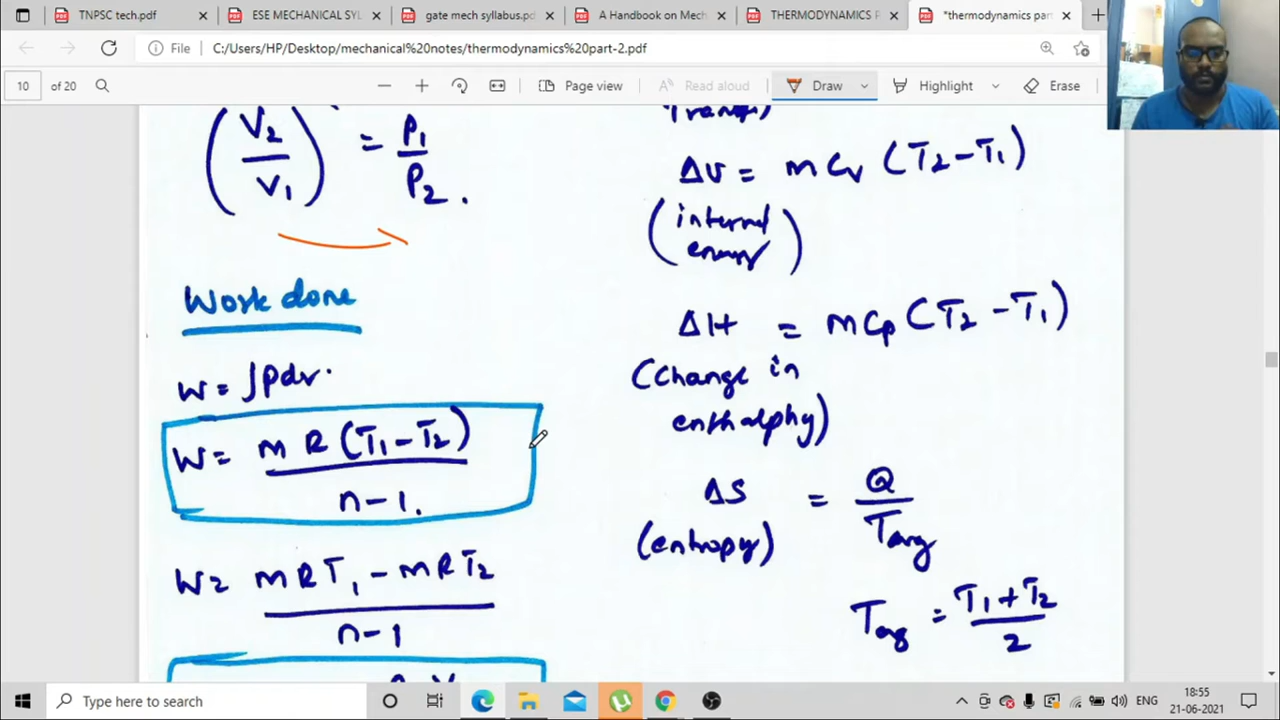 TNPSC tech.pdf
ESE MECHANICAL SYL
gate mech syllabus.pd
A Handbook on Mech
THERMODYNAMICS P
*thermodynamics par
File
C:/Users/HP/Desktop/mechanical%20notes/thermodynamics%20part-2.pdf
10 of 20
Page view
Read aloud
Draw
Highlight
Erase
(V2/V1) = P1/P2.
Work done
W = ∫pdv.
W = mR(T1-T2)/n-1.
W = mRT1-mRT2/n-1
ΔU = mCv (T2-T1)
(internal
energy)
ΔH = mCp (T2-T1)
(Change in
enthalphy)
ΔS = Q/Tavg
(entropy)
Tavg = T1+T2/2
Type here to search
ENG
18:55
21-06-2021